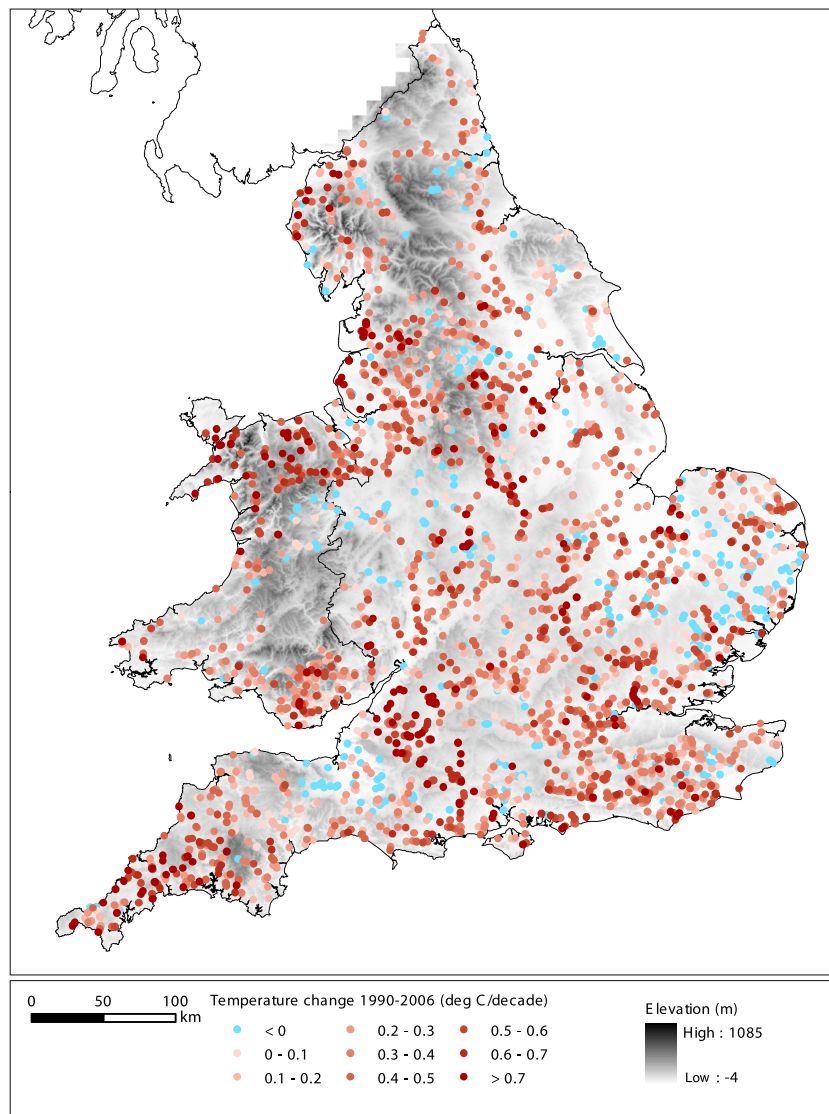 0 50 100
km
Temperature change 1990-2006 (deg C/decade)
< 0 0.2 - 0.3 0.5 - 0.6
0 - 0.1 0.3 - 0.4 0.6 - 0.7
0.1 - 0.2 0.4 - 0.5 > 0.7
Elevation (m)
High : 1085
Low : -4